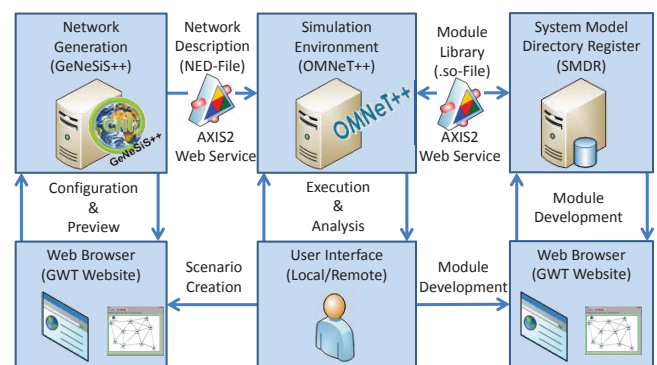 Network
Generation
(GeNeSiS++)
CNI
GeNeSiS++
Network
Description
(NED-File)
AXIS2
Web Service
Simulation
Environment
(OMNeT++)
OMNeT++
Module
Library
(.so-File)
AXIS2
Web Service
System Model
Directory Register
(SMDR)
Configuration
&
Preview
Execution
&
Analysis
Module
Development
Web Browser
(GWT Website)
Scenario
Creation
User Interface
(Local/Remote)
Module
Development
Web Browser
(GWT Website)